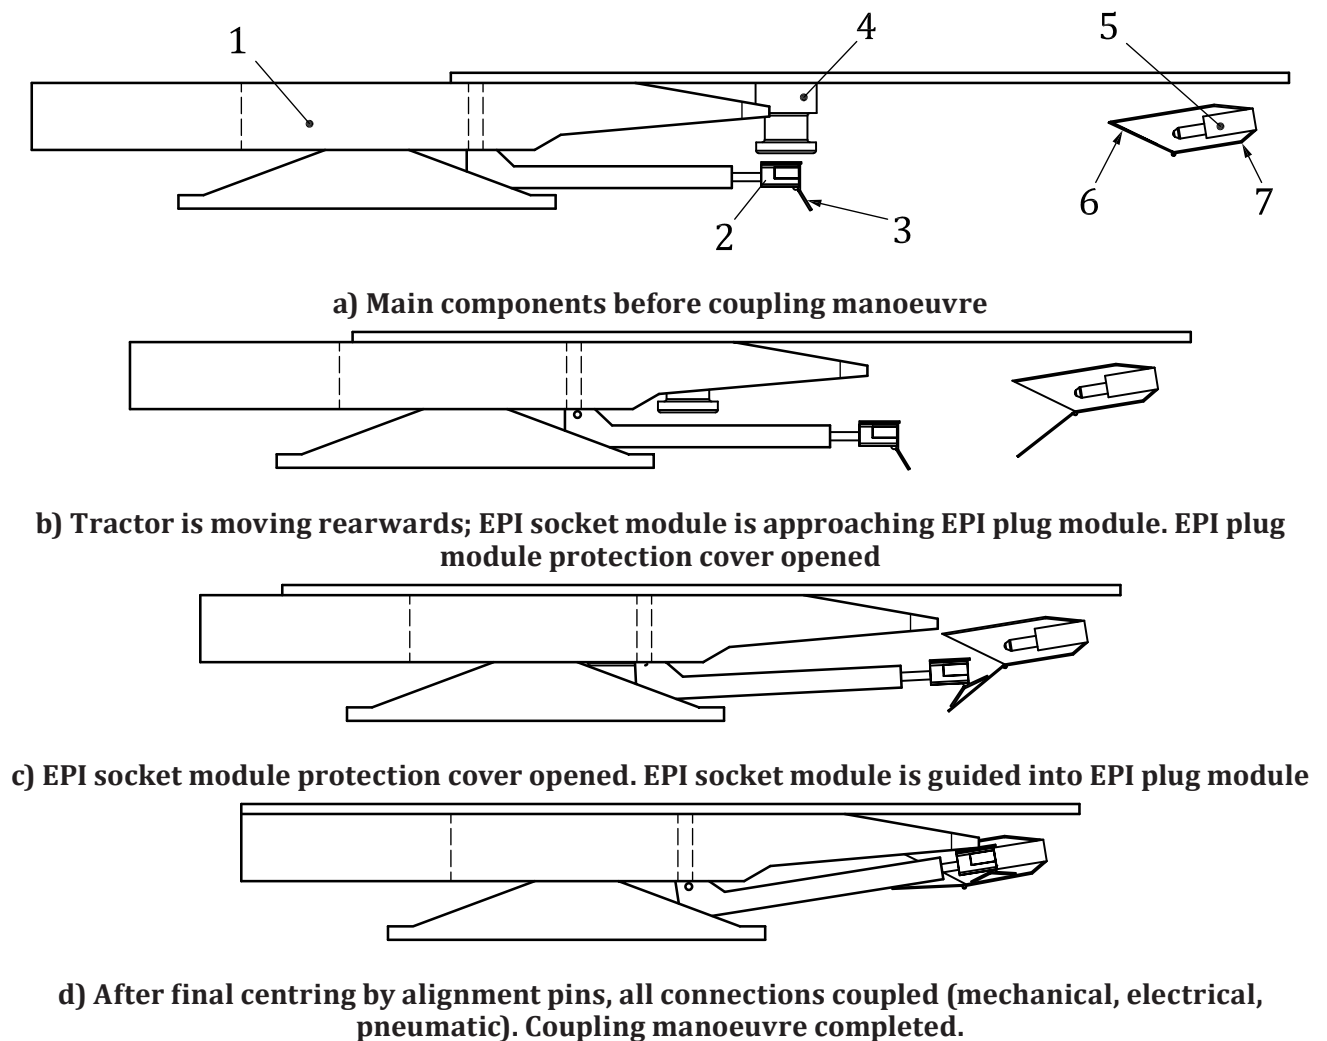 1
4
5
6
7
2
3
a) Main components before coupling manoeuvre
b) Tractor is moving rearwards; EPI socket module is approaching EPI plug module. EPI plug
module protection cover opened
c) EPI socket module protection cover opened. EPI socket module is guided into EPI plug module
d) After final centring by alignment pins, all connections coupled (mechanical, electrical,
pneumatic). Coupling manoeuvre completed.